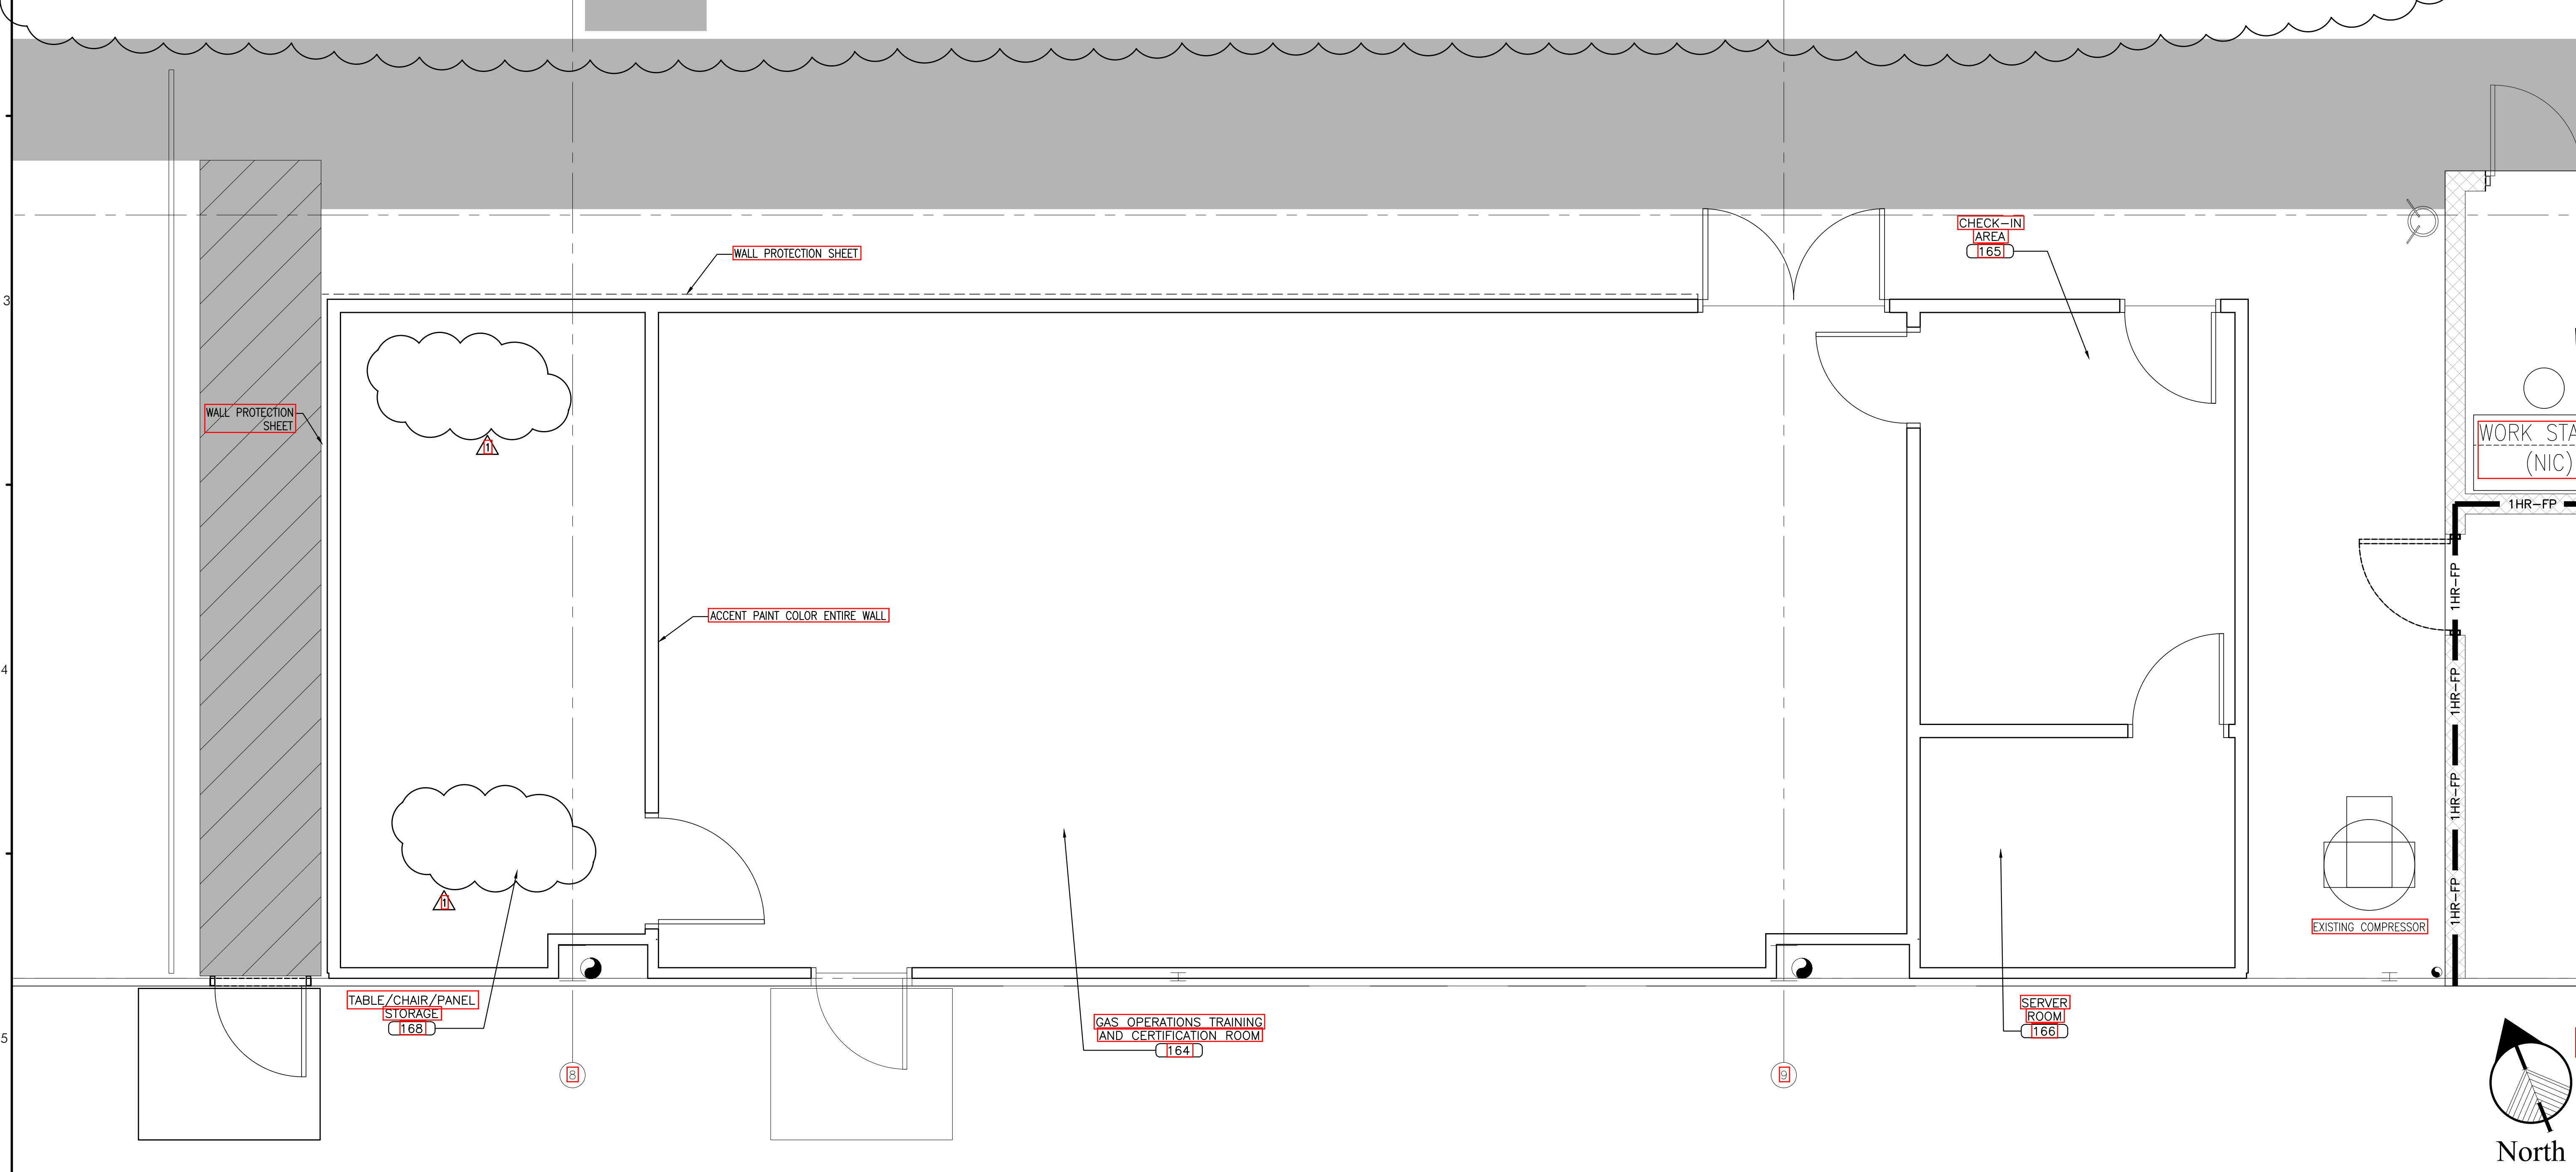 3
WALL PROTECTION SHEET
CHECK-IN
AREA
165
WALL PROTECTION
SHEET
1
WORK STA
(NIC)
1HR-FP
1HR-FP
1HR-FP
1HR-FP
1HR-FP
4
ACCENT PAINT COLOR ENTIRE WALL
1
EXISTING COMPRESSOR
TABLE/CHAIR/PANEL
STORAGE
168
GAS OPERATIONS TRAINING
AND CERTIFICATION ROOM
164
SERVER
ROOM
166
5
8
9
North